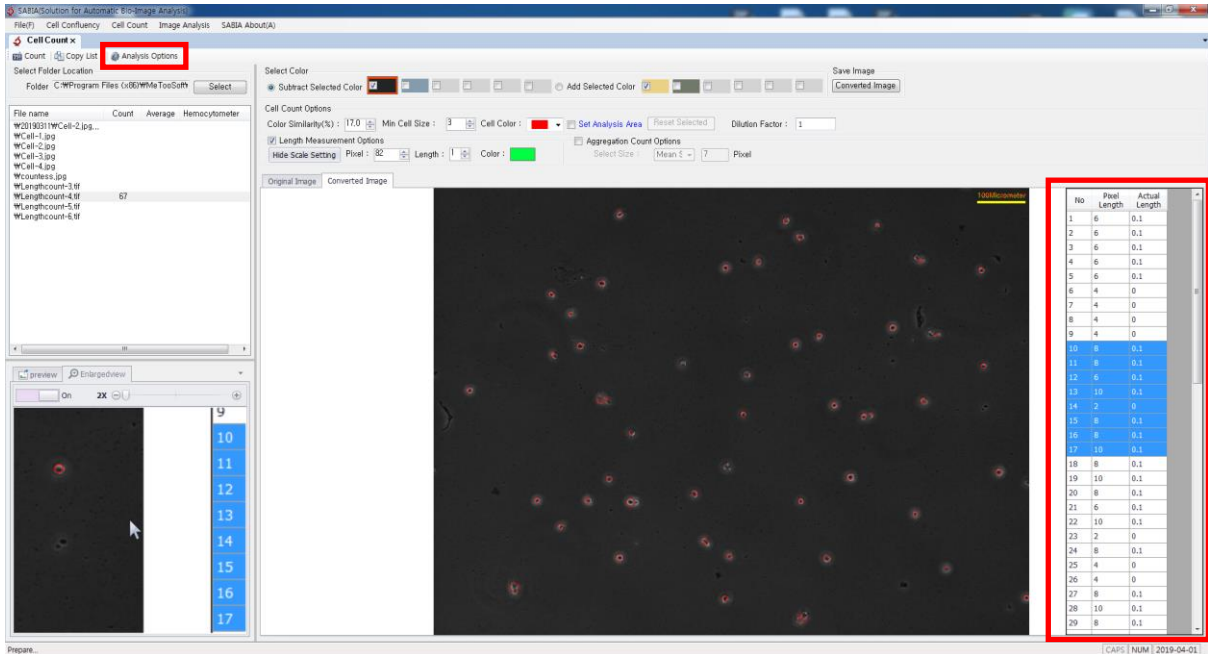 SABIA(Solution for Automatic Bio-Image Analysis)
File(F) Cell Confluency Cell Count Image Analysis SABIA About(A)
Cell Count x
Count Copy List Analysis Options
Select Folder Location
Folder C:₩Program Files (x86)₩MeTooSoft₩ Select
File name Count Average Hemocytometer
₩20190311₩Cell-2.jpg,...
₩Cell-1.jpg
₩Cell-2.jpg
₩Cell-3.jpg
₩Cell-4.jpg
₩countess.jpg
₩Lengthcount-3.tif
₩Lengthcount-4.tif 67
₩Lengthcount-5.tif
₩Lengthcount-6.tif
preview Enlargedview
On 2X
9
10
11
12
13
14
15
16
17
Select Color
Subtract Selected Color Add Selected Color
Save Image
Converted Image
Cell Count Options
Color Similarity(%) : 17.0 Min Cell Size : 3 Cell Color : Set Analysis Area Reset Selected Dilution Factor : 1
Length Measurement Options
Hide Scale Setting Pixel : 82 Length : 1 Color :
Aggregation Count Options
Select Size : Mean S 7 Pixel
Original Image Converted Image
100Micrometer
No Pixel Length Actual Length
1 6 0.1
2 6 0.1
3 6 0.1
4 6 0.1
5 6 0.1
6 4 0
7 4 0
8 4 0
9 4 0
10 8 0.1
11 8 0.1
12 6 0.1
13 10 0.1
14 2 0
15 8 0.1
16 8 0.1
17 10 0.1
18 8 0.1
19 10 0.1
20 8 0.1
21 6 0.1
22 10 0.1
23 2 0
24 8 0.1
25 4 0
26 4 0
27 8 0.1
28 10 0.1
29 8 0.1
Prepare...
CAPS NUM 2019-04-01